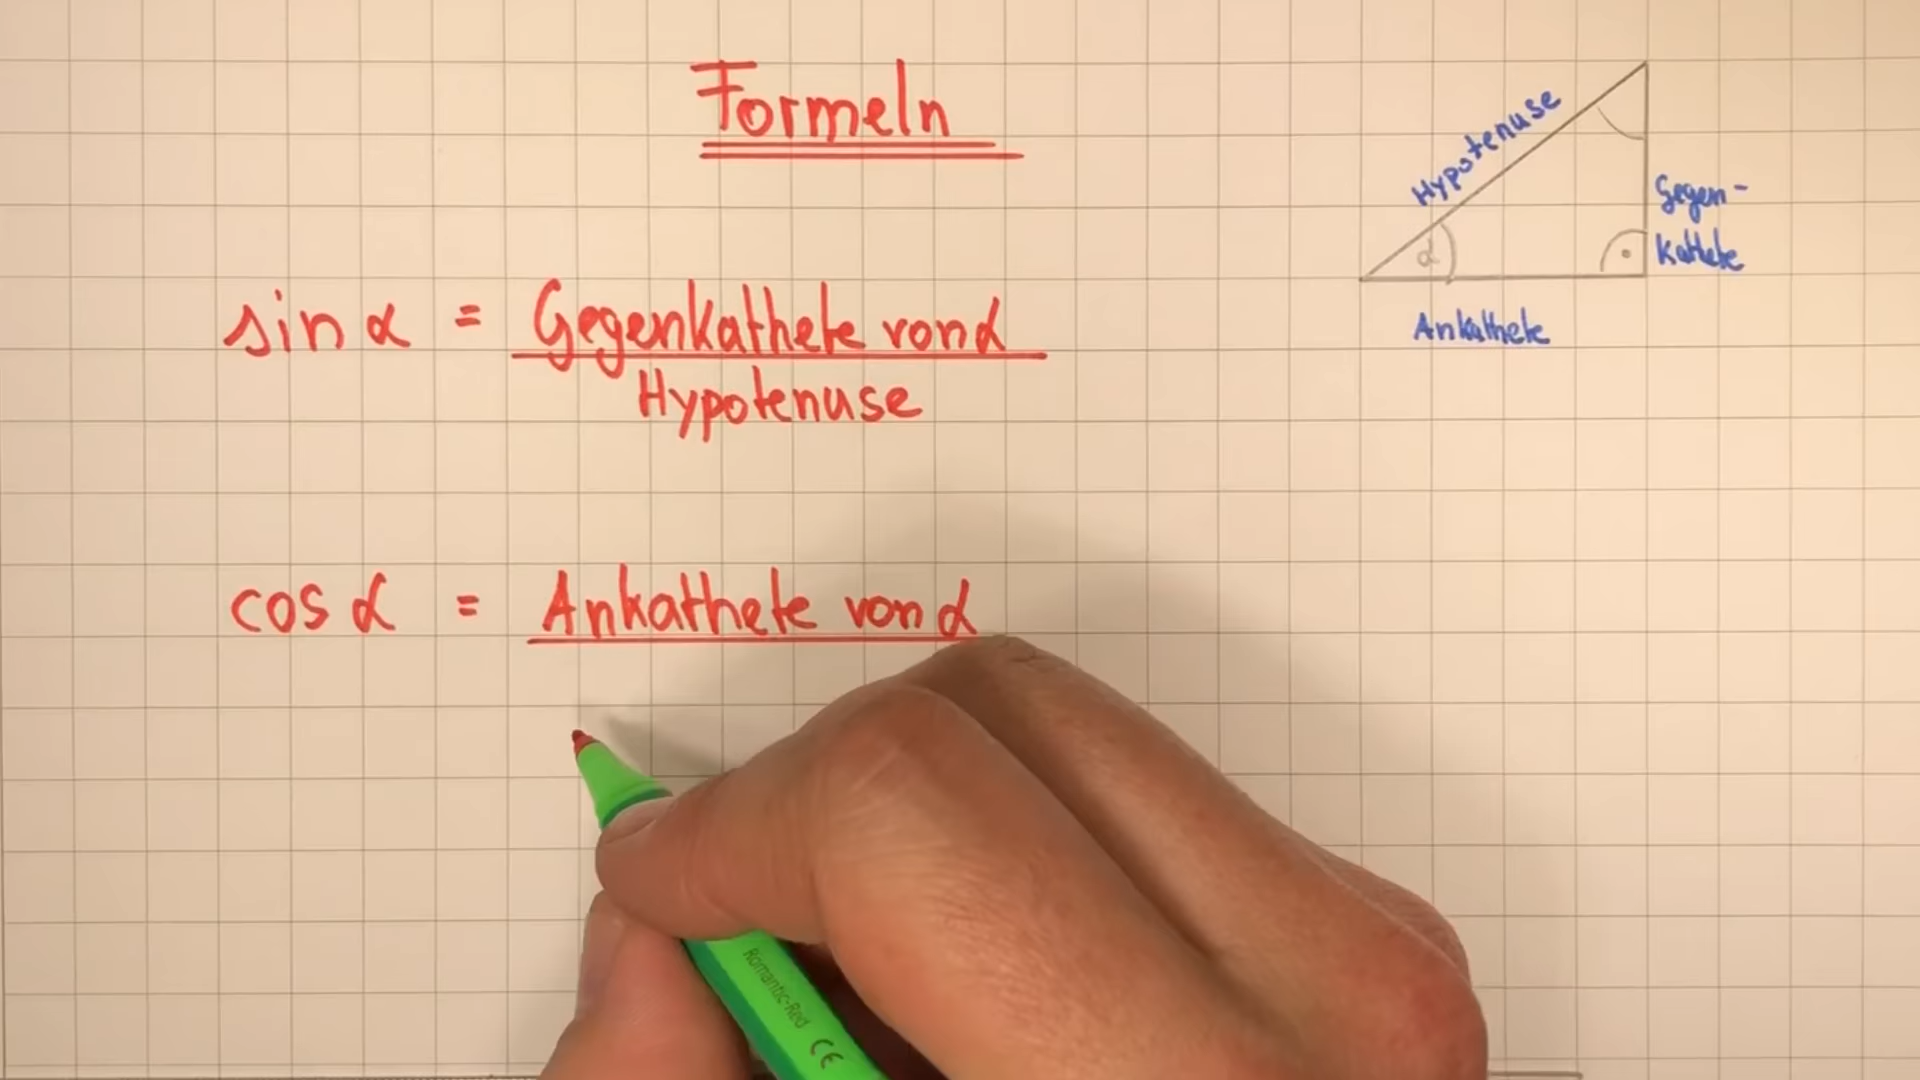 Formeln
Hypotenuse
Gegen-
kathete
α
Ankathete
sin α = Gegenkathete von α
Hypotenuse
cos α = Ankathete von α
Romantic-Red CE